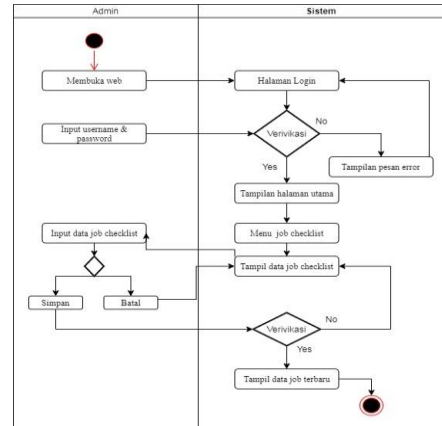 Admin
Sistem
Membuka web
Halaman Login
Input username &
password
Verivikasi
No
Tampilan pesan error
Yes
Tampilan halaman utama
Input data job checklist
Menu job checklist
Tampil data job checklist
Simpan
Batal
Verivikasi
No
Yes
Tampil data job terbaru